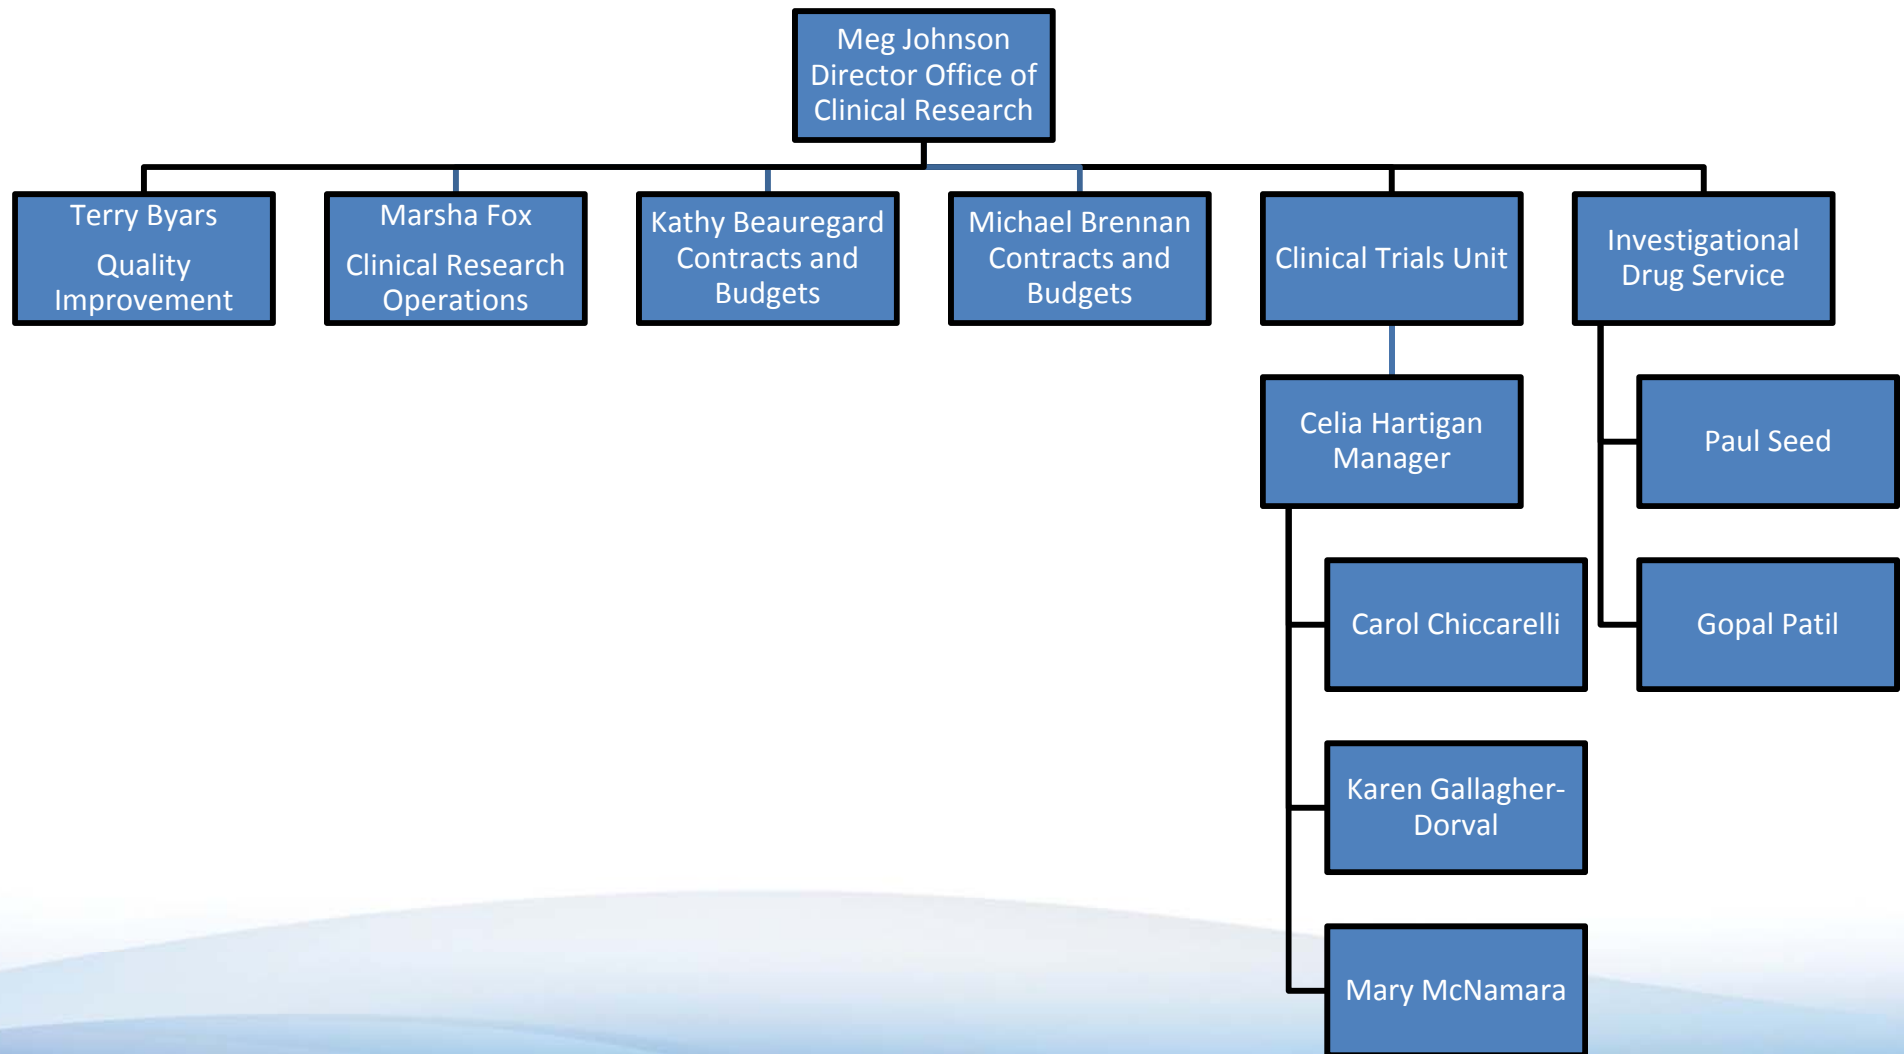 Meg Johnson
Director Office of
Clinical Research
Terry Byars
Quality
Improvement
Marsha Fox
Clinical Research
Operations
Kathy Beauregard
Contracts and
Budgets
Michael Brennan
Contracts and
Budgets
Clinical Trials Unit
Investigational
Drug Service
Celia Hartigan
Manager
Paul Seed
Carol Chiccarelli
Gopal Patil
Karen Gallagher-
Dorval
Mary McNamara